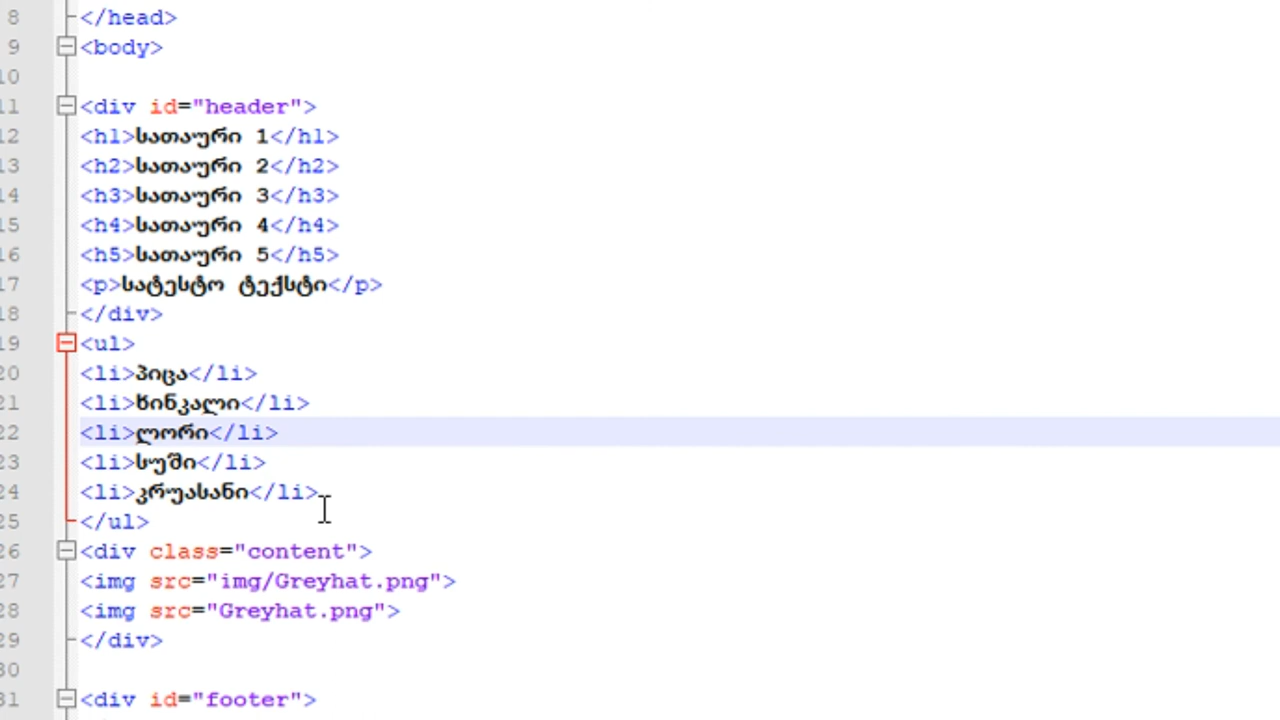 8 </head>
9 <body>
10
11 <div id="header">
12 <h1>სათაური 1</h1>
13 <h2>სათაური 2</h2>
14 <h3>სათაური 3</h3>
15 <h4>სათაური 4</h4>
16 <h5>სათაური 5</h5>
17 <p>სატესტო ტექსტი</p>
18 </div>
19 <ul>
20 <li>პიცა</li>
21 <li>ხინკალი</li>
22 <li>ლორი</li>
23 <li>სუში</li>
24 <li>კრუასანი</li>
25 </ul>
26 <div class="content">
27 <img src="img/Greyhat.png">
28 <img src="Greyhat.png">
29 </div>
30
31 <div id="footer">